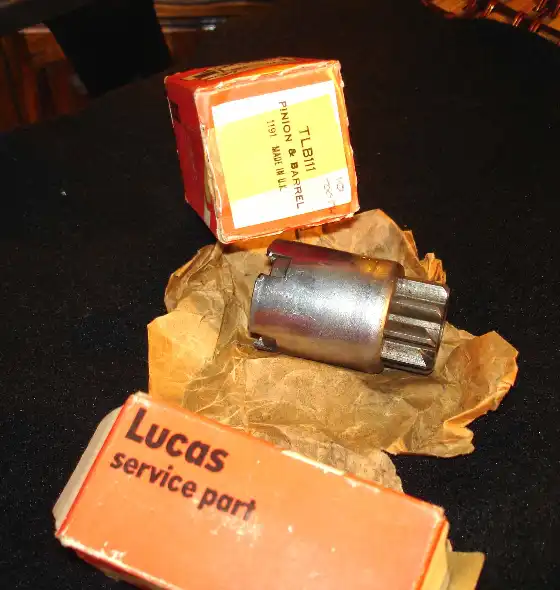 TLB111
PINION & BARREL
1191 MADE IN U.K.
Lucas
service part